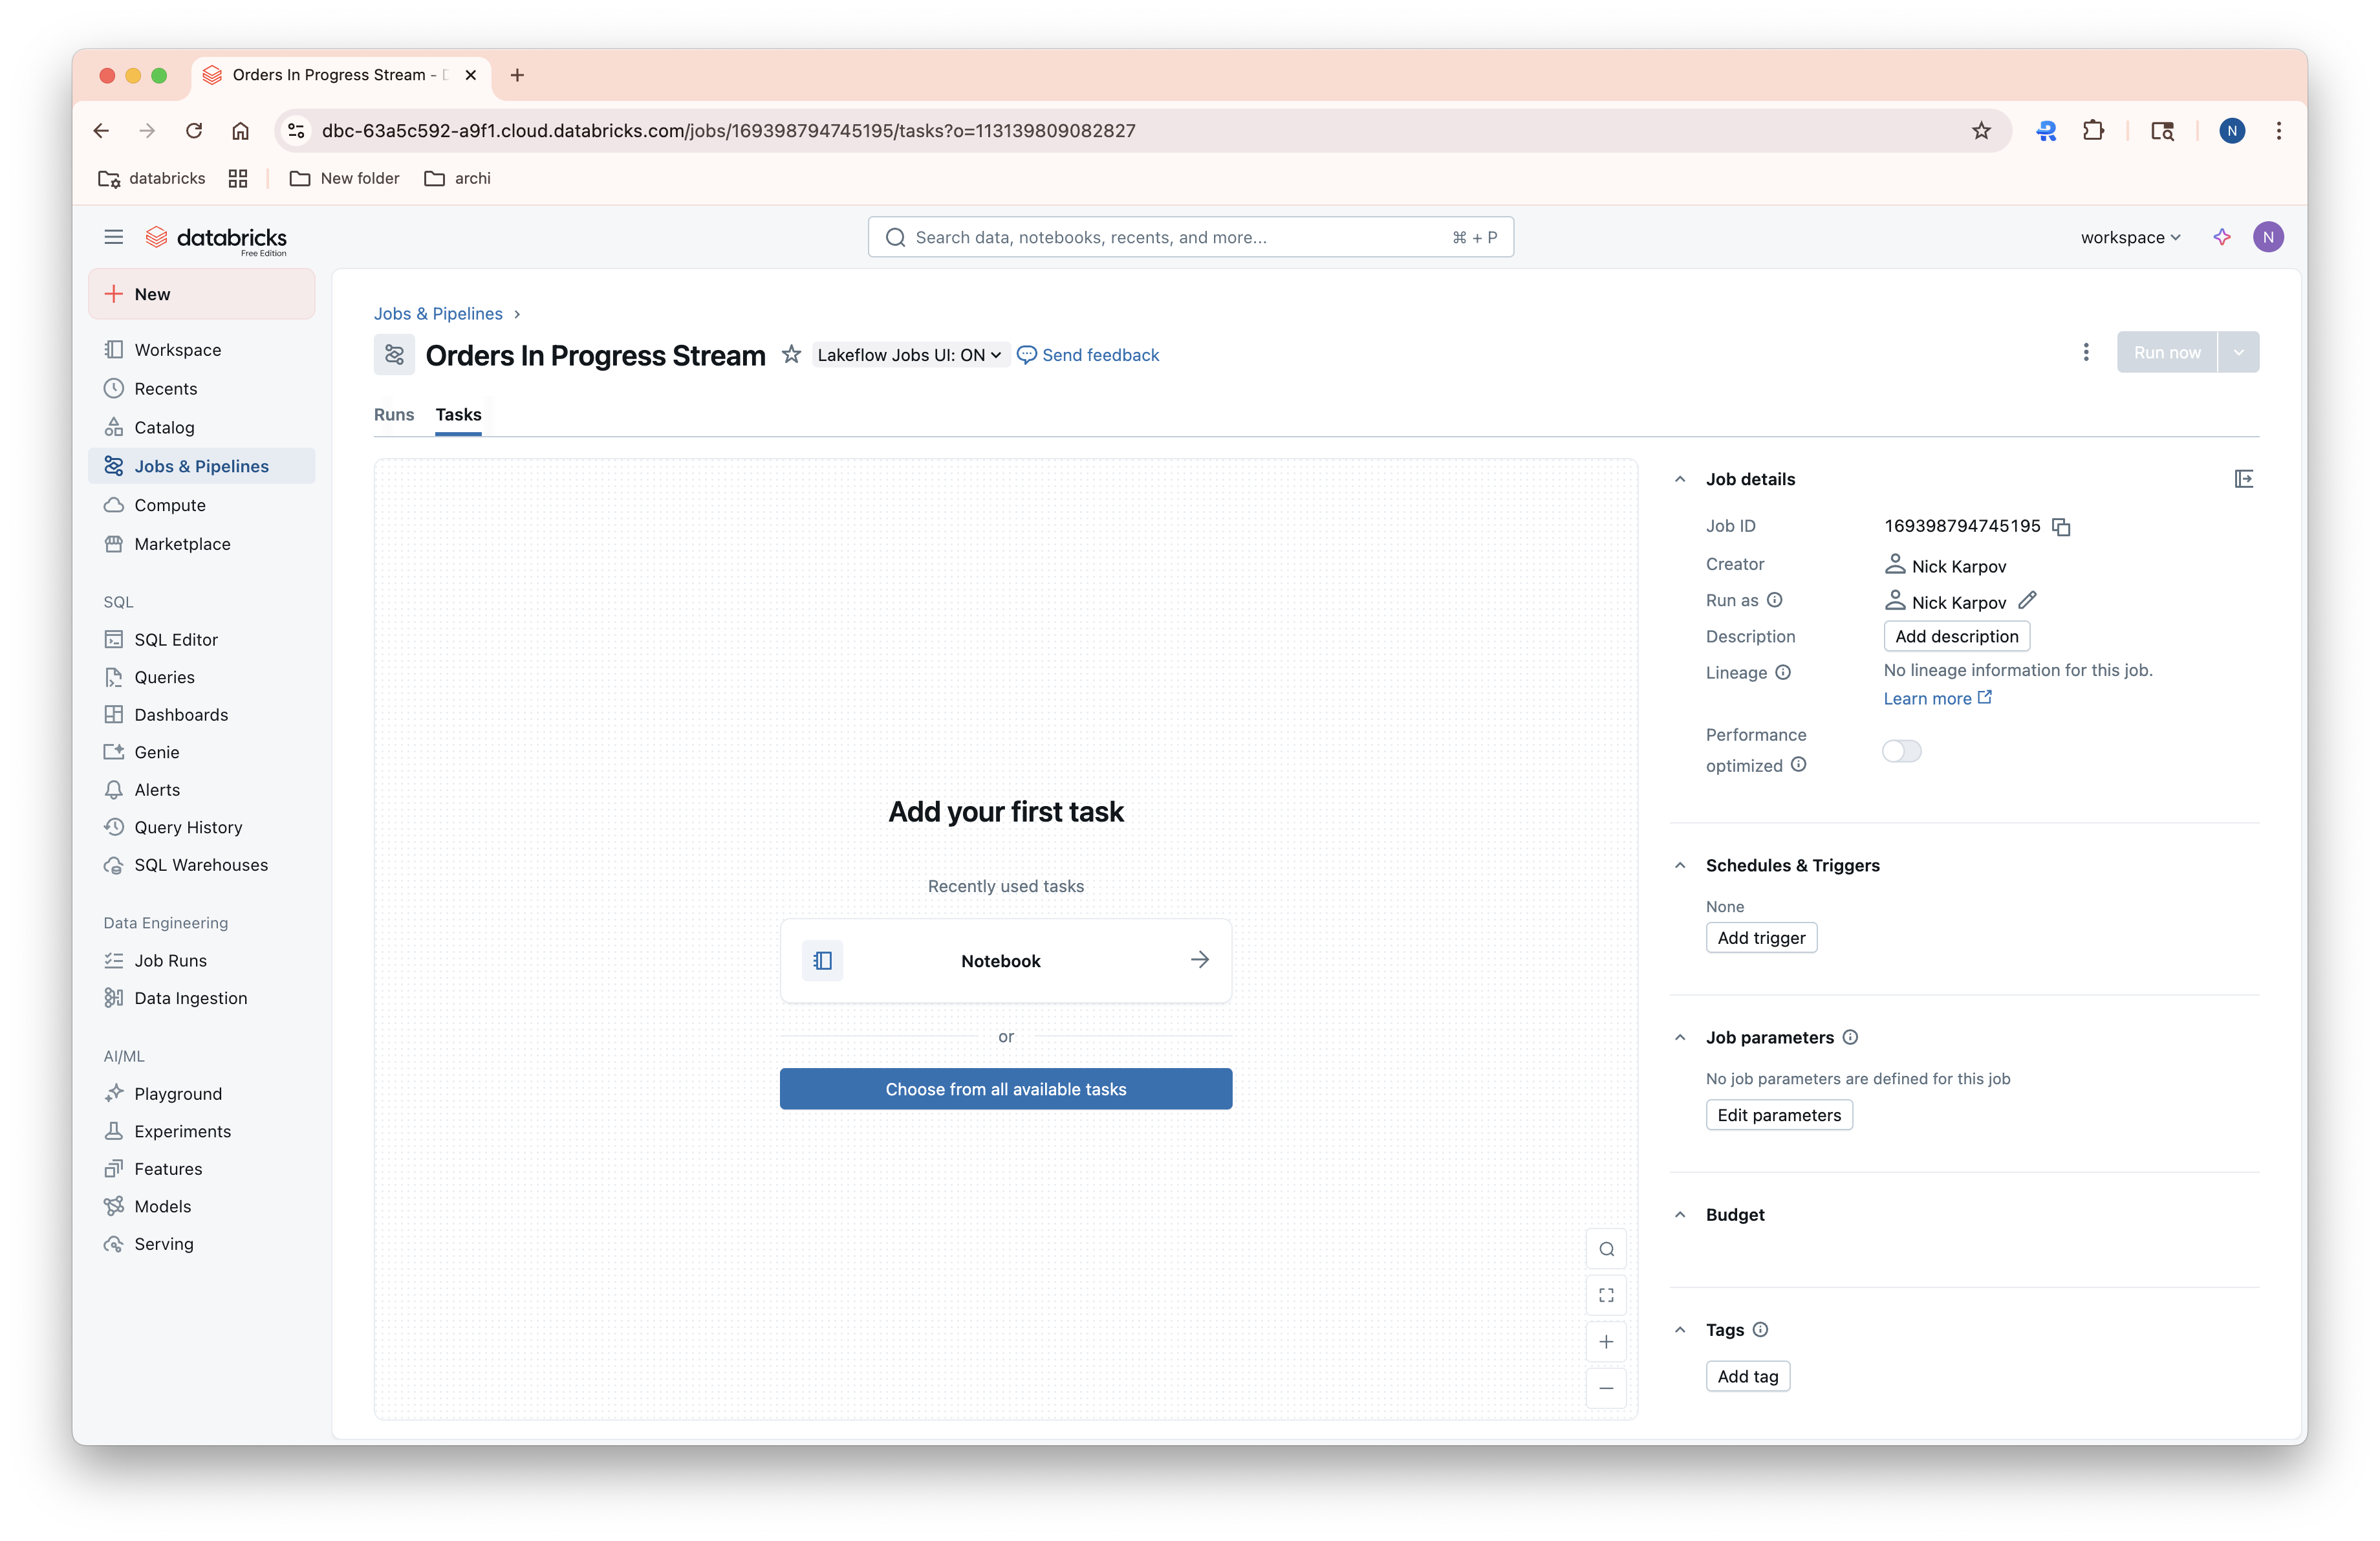 Orders In Progress Stream -
dbc-63a5c592-a9f1.cloud.databricks.com/jobs/169398794745195/tasks?o=113139809082827
N
databricks
New folder
archi
databricks
Free Edition
Search data, notebooks, recents, and more...
⌘ + P
workspace
N
New
Workspace
Recents
Catalog
Jobs & Pipelines
Compute
Marketplace
SQL
SQL Editor
Queries
Dashboards
Genie
Alerts
Query History
SQL Warehouses
Data Engineering
Job Runs
Data Ingestion
AI/ML
Playground
Experiments
Features
Models
Serving
Jobs & Pipelines
Orders In Progress Stream
Lakeflow Jobs UI: ON
Send feedback
Run now
Runs
Tasks
Add your first task
Recently used tasks
Notebook
or
Choose from all available tasks
Job details
Job ID
169398794745195
Creator
Nick Karpov
Run as
Nick Karpov
Description
Add description
Lineage
No lineage information for this job.
Learn more
Performance
optimized
Schedules & Triggers
None
Add trigger
Job parameters
No job parameters are defined for this job
Edit parameters
Budget
Tags
Add tag